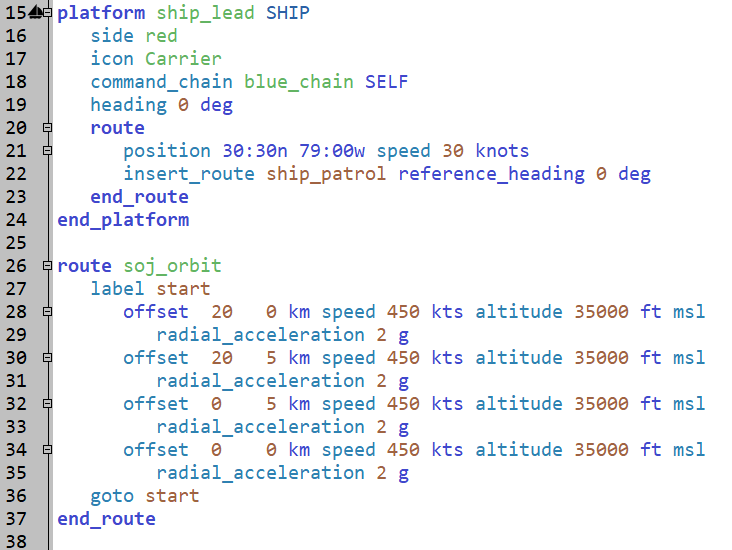 15 platform ship_lead SHIP
16 side red
17 icon Carrier
18 command_chain blue_chain SELF
19 heading 0 deg
20 route
21 position 30:30n 79:00w speed 30 knots
22 insert_route ship_patrol reference_heading 0 deg
23 end_route
24 end_platform
25
26 route soj_orbit
27 label start
28 offset 20 0 km speed 450 kts altitude 35000 ft msl
29 radial_acceleration 2 g
30 offset 20 5 km speed 450 kts altitude 35000 ft msl
31 radial_acceleration 2 g
32 offset 0 5 km speed 450 kts altitude 35000 ft msl
33 radial_acceleration 2 g
34 offset 0 0 km speed 450 kts altitude 35000 ft msl
35 radial_acceleration 2 g
36 goto start
37 end_route
38